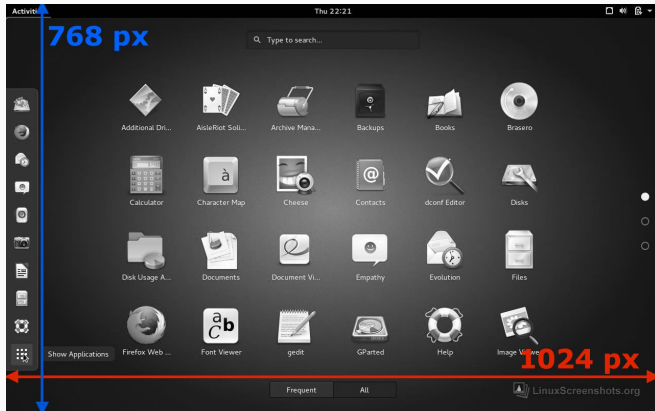 Activiti
Thu 22:21
768 px
Type to search...
Additional Dri...
AisleRiot Soli...
Archive Mana...
Backups
Books
Brasero
Calculator
Character Map
Cheese
Contacts
dconf Editor
Disks
Disk Usage A...
Documents
Document Vi...
Empathy
Evolution
Files
Show Applications
Firefox Web ...
Font Viewer
gedit
GParted
Help
Image Viewer
1024 px
Frequent
All
LinuxScreenshots.org